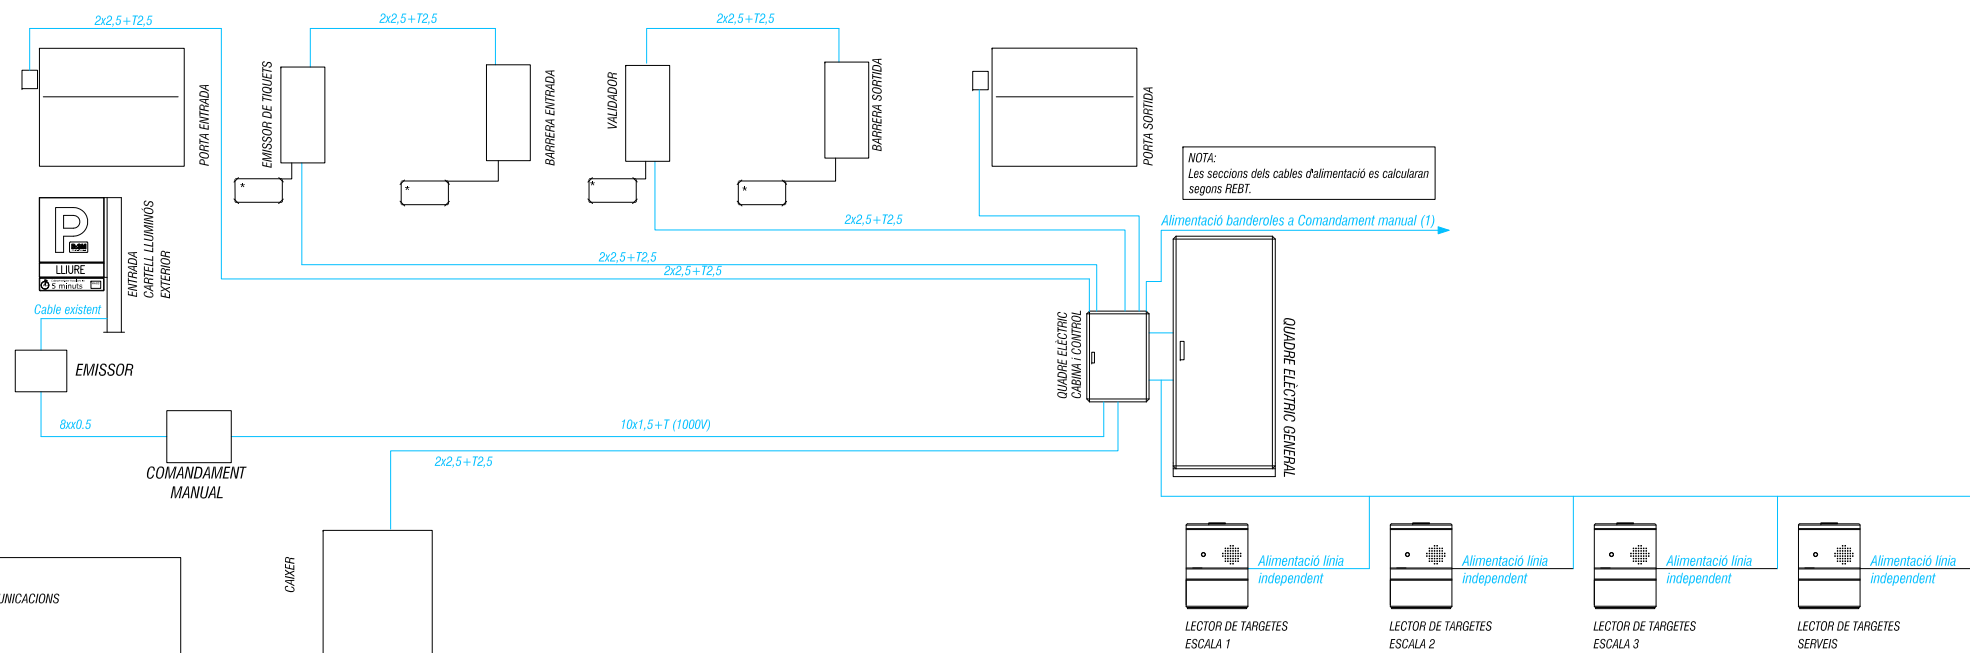 2x2,5+T2,5
2x2,5+T2,5
2x2,5+T2,5
PORTA ENTRADA
EMISSOR DE TIQUETS
BARRERA ENTRADA
VALIDADOR
BARRERA SORTIDA
PORTA SORTIDA
*
*
*
*
NOTA:
Les seccions dels cables d'alimentació es calcularan
segons REBT.
P
LLIURE
5 minuts
ENTRADA
CARTELL LLUMINÓS
EXTERIOR
2x2,5+T2,5
Alimentació banderoles a Comandament manual (1)
2x2,5+T2,5
2x2,5+T2,5
Cable existent
EMISSOR
QUADRE ELÈCTRIC
CABINA i CONTROL
QUADRE ELÈCTRIC GENERAL
8xx0.5
10x1,5+T (1000V)
2x2,5+T2,5
COMANDAMENT
MANUAL
CAIXER
UNICACIONS
Alimentació línia
independent
Alimentació línia
independent
Alimentació línia
independent
Alimentació línia
independent
LECTOR DE TARGETES
ESCALA 1
LECTOR DE TARGETES
ESCALA 2
LECTOR DE TARGETES
ESCALA 3
LECTOR DE TARGETES
SERVEIS